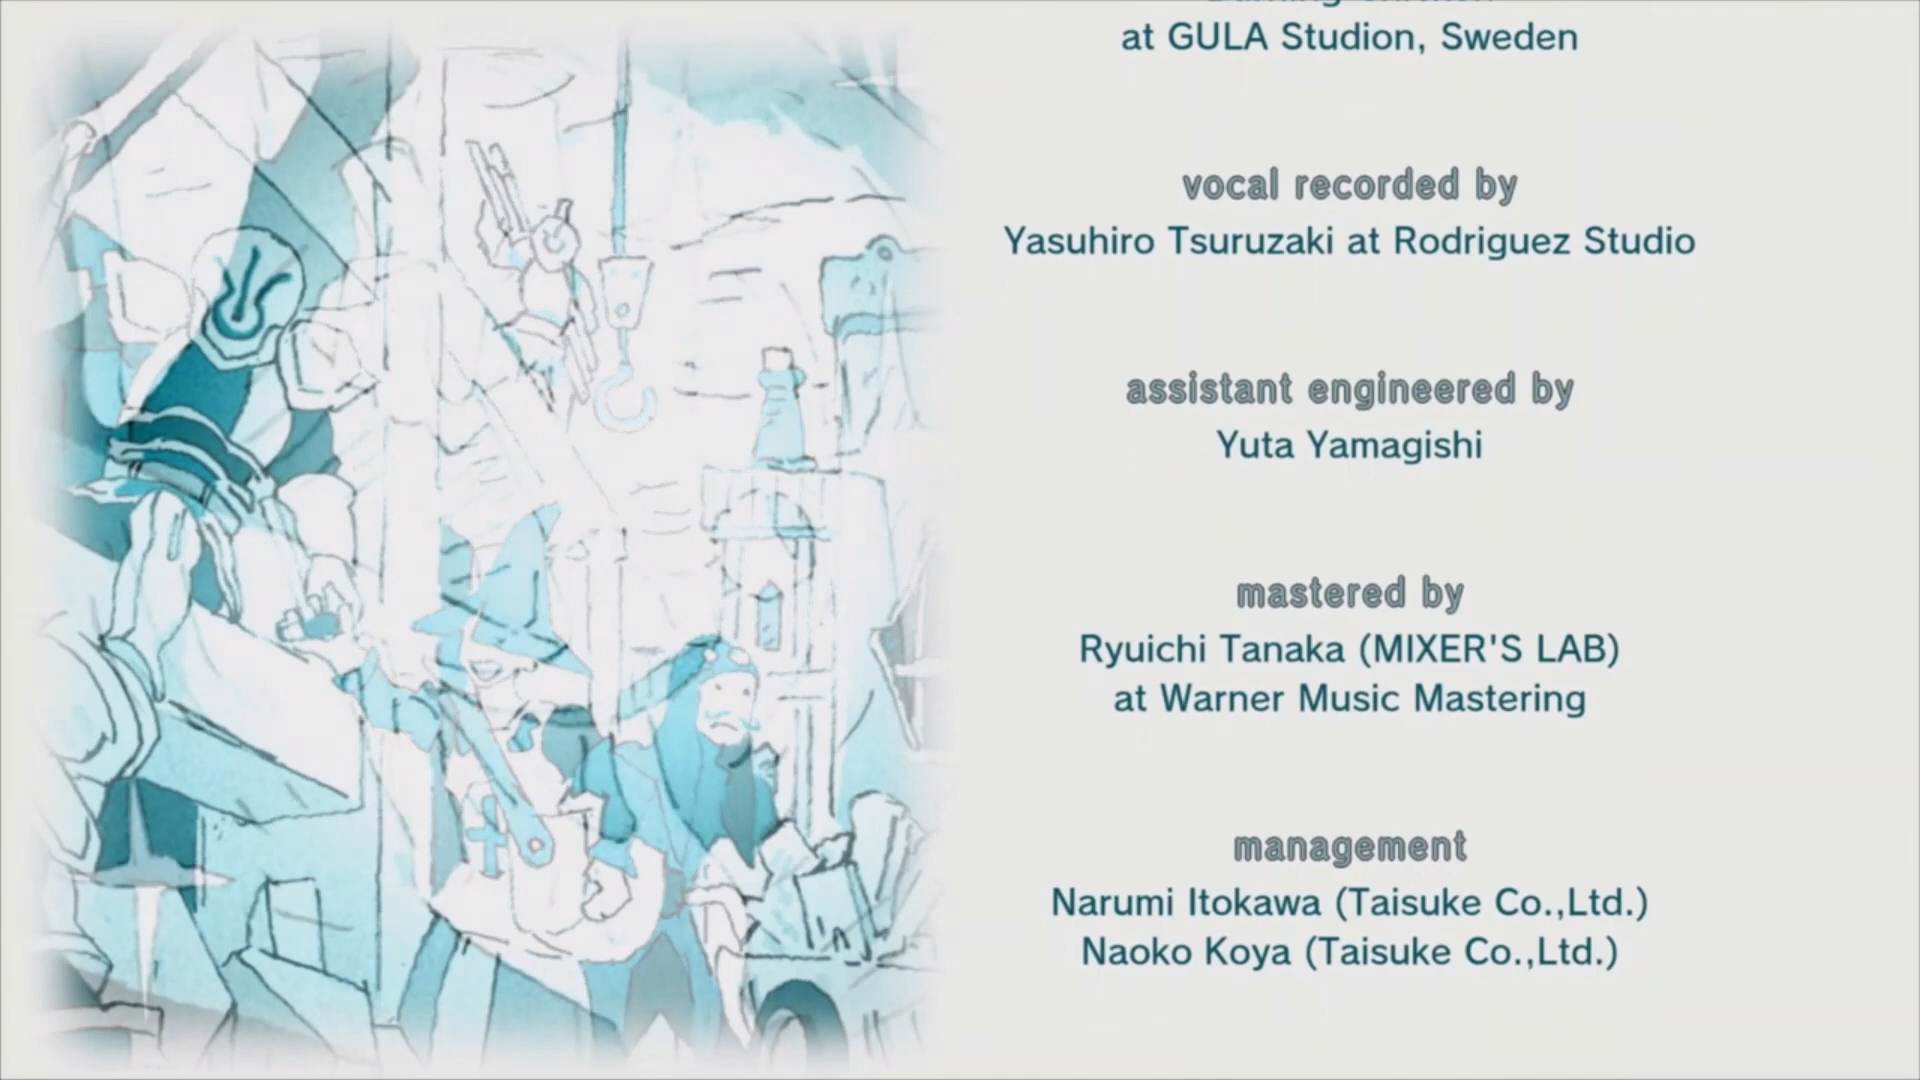 at GULA Studion, Sweden
vocal recorded by
Yasuhiro Tsuruzaki at Rodriguez Studio
assistant engineered by
Yuta Yamagishi
mastered by
Ryuichi Tanaka (MIXER'S LAB)
at Warner Music Mastering
management
Narumi Itokawa (Taisuke Co.,Ltd.)
Naoko Koya (Taisuke Co.,Ltd.)